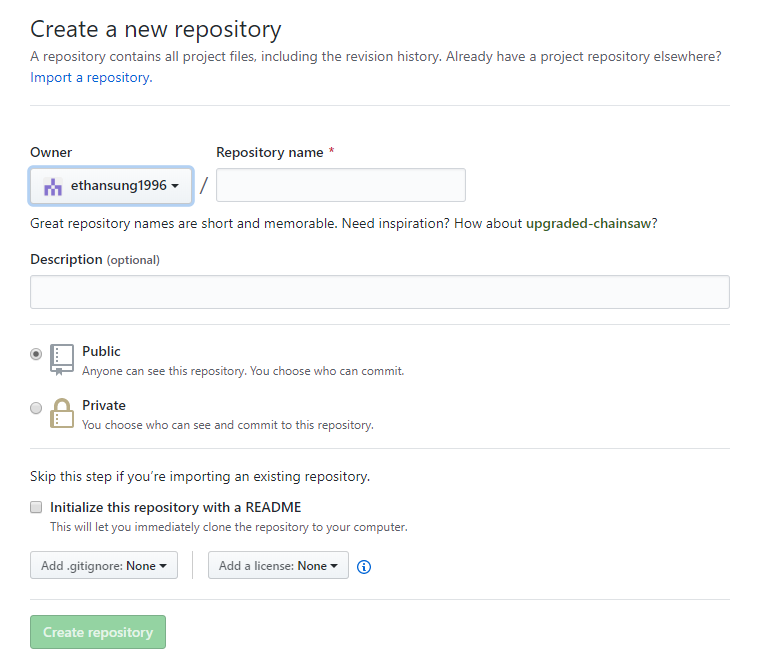 Create a new repository
A repository contains all project files, including the revision history. Already have a project repository elsewhere?
Import a repository.
Owner
Repository name *
ethansung1996
/
Great repository names are short and memorable. Need inspiration? How about upgraded-chainsaw?
Description (optional)
Public
Anyone can see this repository. You choose who can commit.
Private
You choose who can see and commit to this repository.
Skip this step if you’re importing an existing repository.
Initialize this repository with a README
This will let you immediately clone the repository to your computer.
Add .gitignore: None
Add a license: None
Create repository